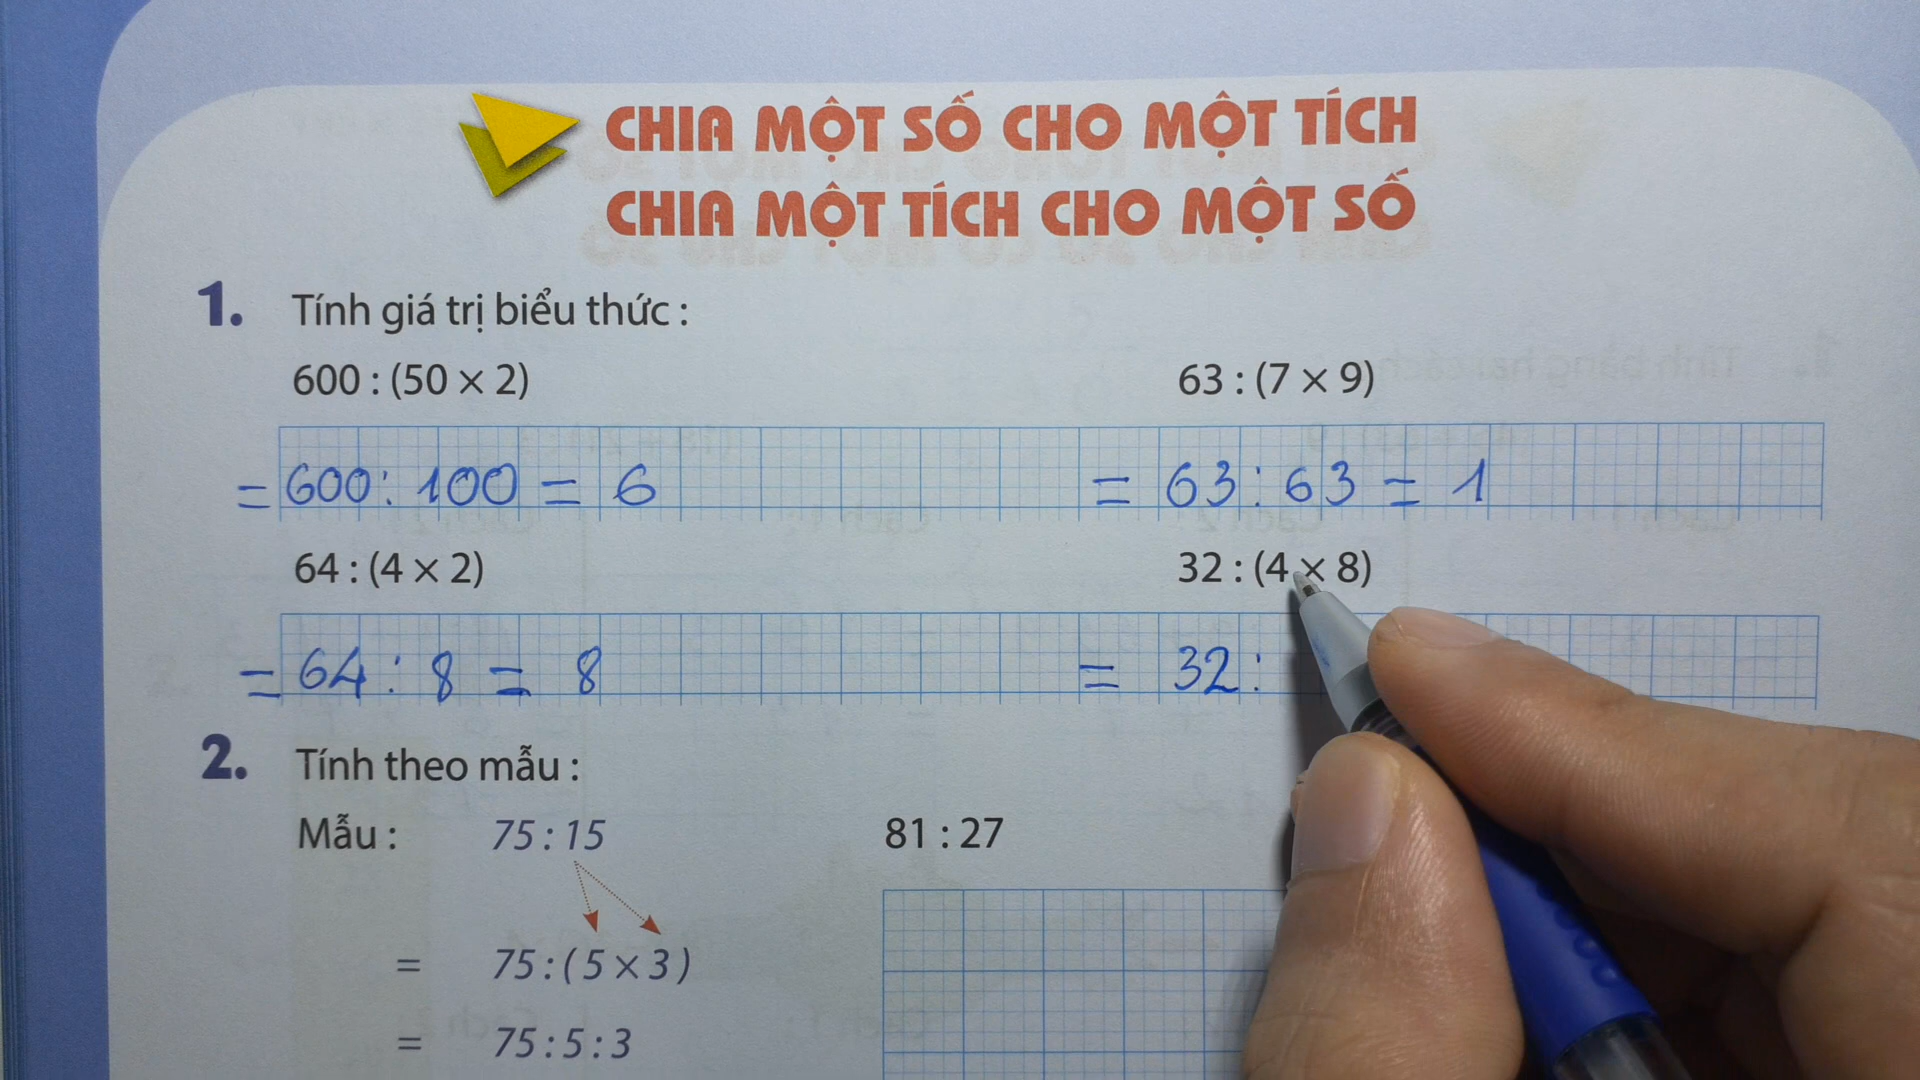 CHIA MỘT SỐ CHO MỘT TÍCH
CHIA MỘT TÍCH CHO MỘT SỐ
1. Tính giá trị biểu thức :
600 : (50 × 2)
63 : (7 × 9)
= 600 : 100 = 6
= 63 : 63 = 1
64 : (4 × 2)
32 : (4 × 8)
= 64 : 8 = 8
= 32 :
2. Tính theo mẫu :
Mẫu : 75 : 15
81 : 27
= 75 : ( 5 × 3 )
= 75 : 5 : 3